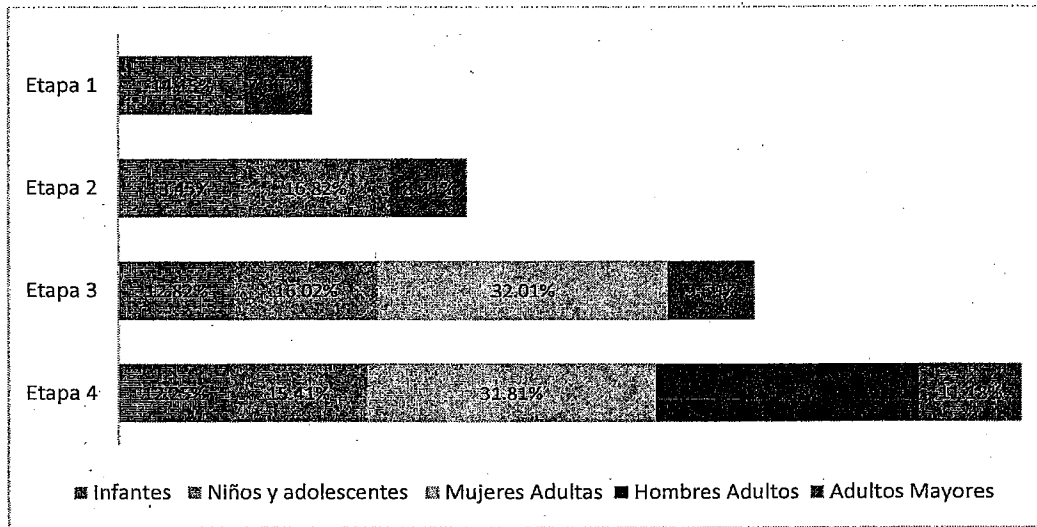 Etapa 1
Etapa 2
16.82%
Etapa 3
12.82% 16.02% 32.01%
Etapa 4
15.41% 31.81%
Infantes Niños y adolescentes Mujeres Adultas Hombres Adultos Adultos Mayores